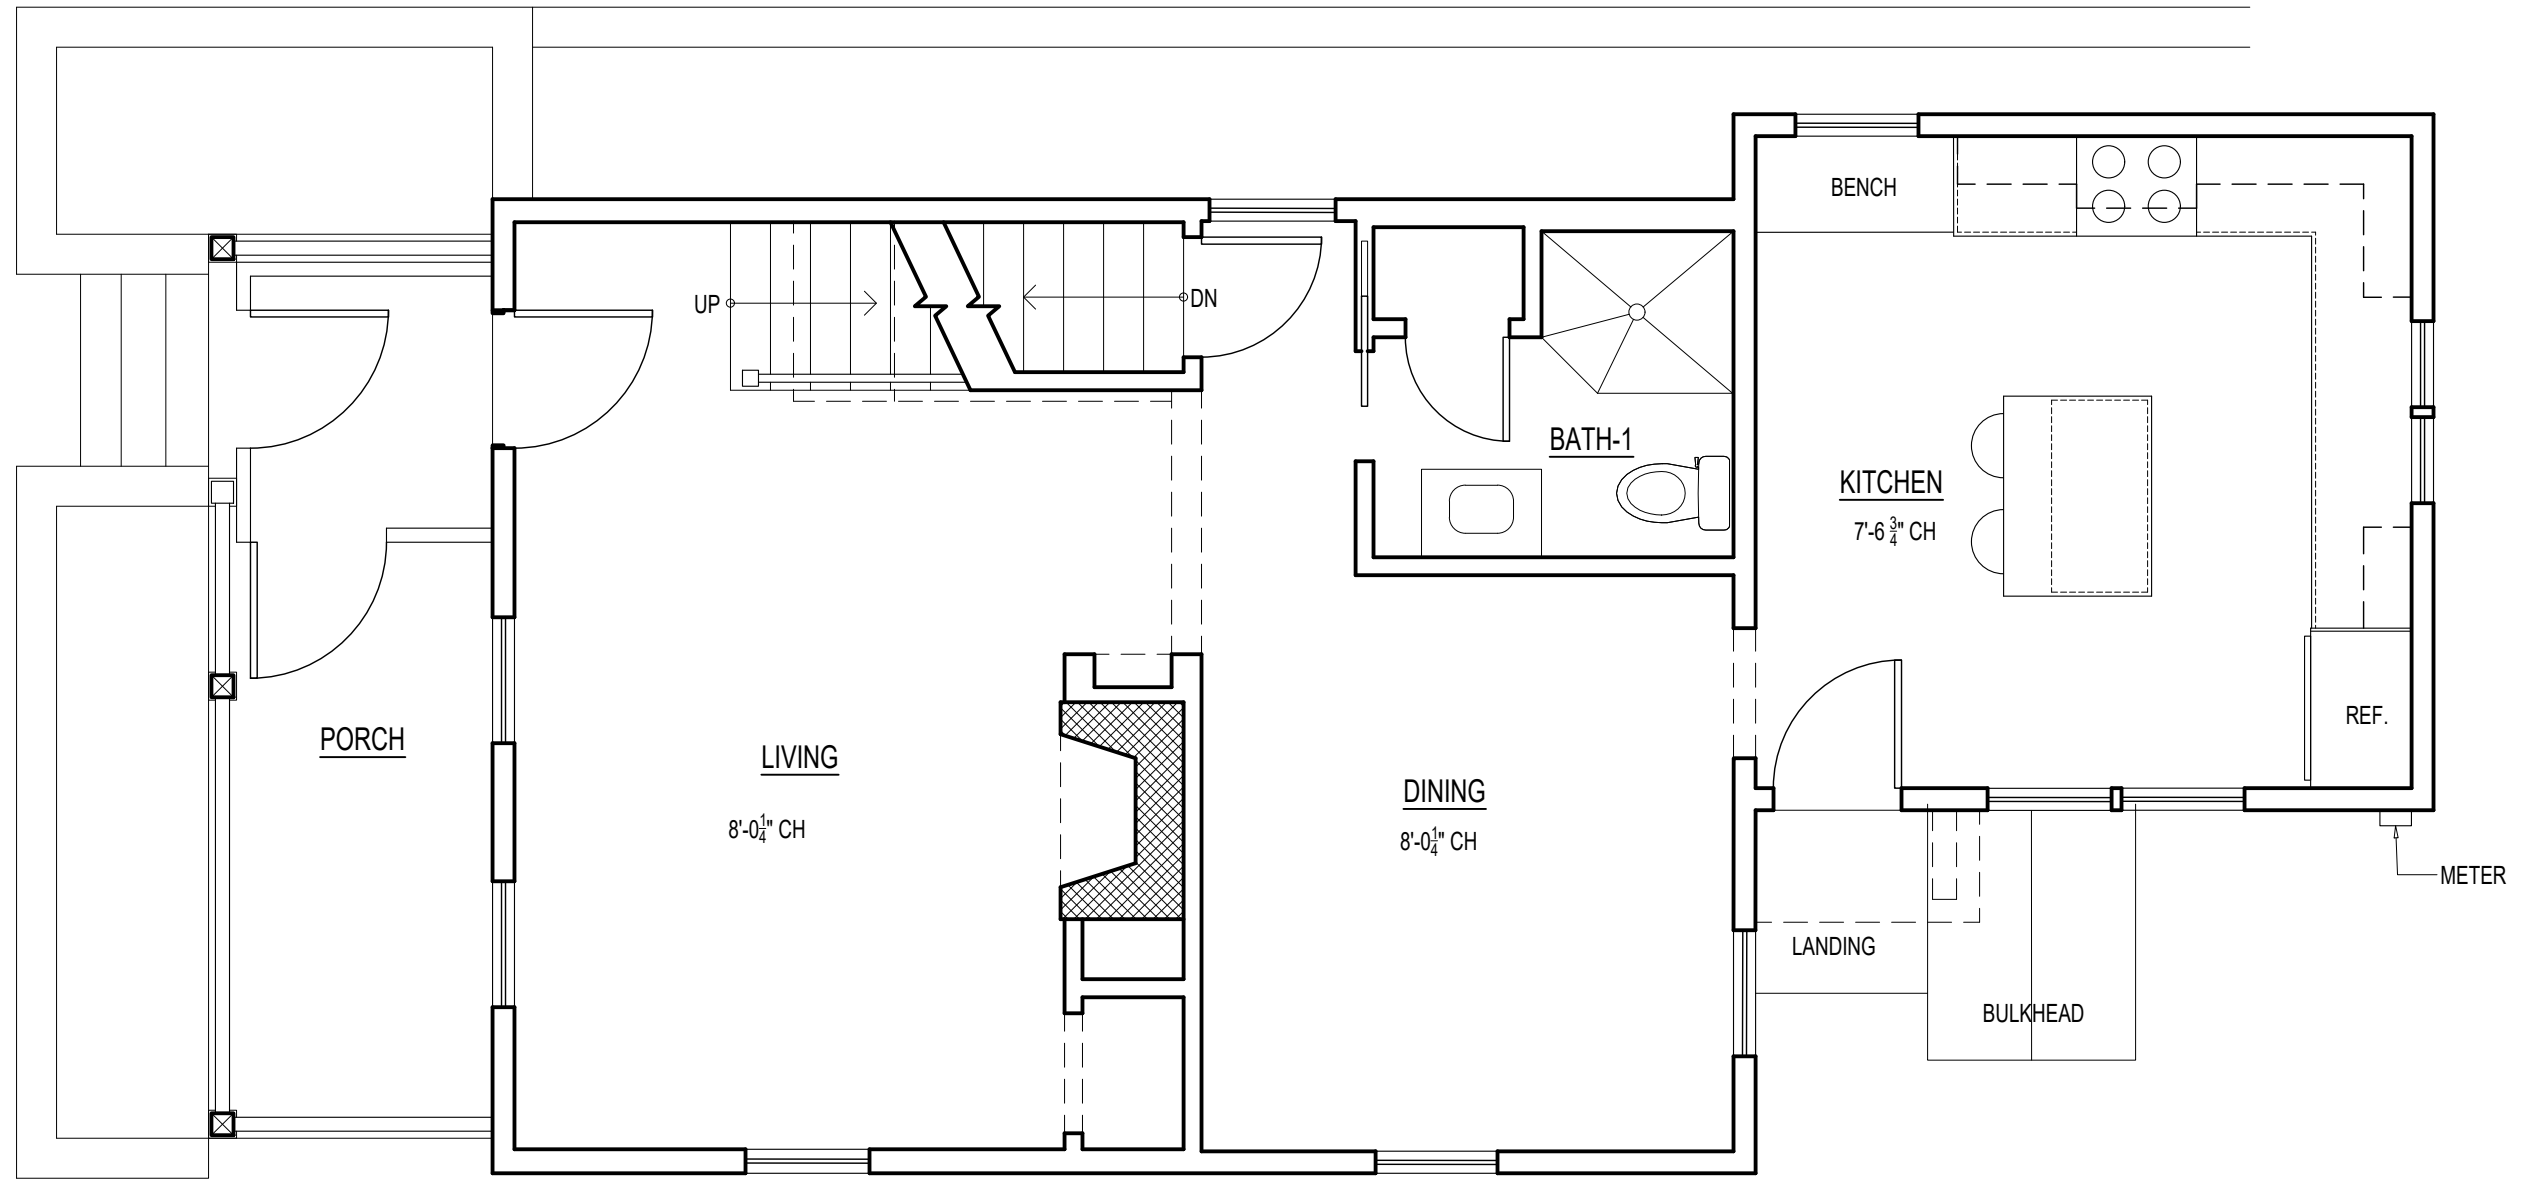 BENCH
UP
DN
BATH-1
KITCHEN
7'-6 3/4" CH
REF.
PORCH
LIVING
8'-0 1/4" CH
DINING
8'-0 1/4" CH
METER
LANDING
BULKHEAD